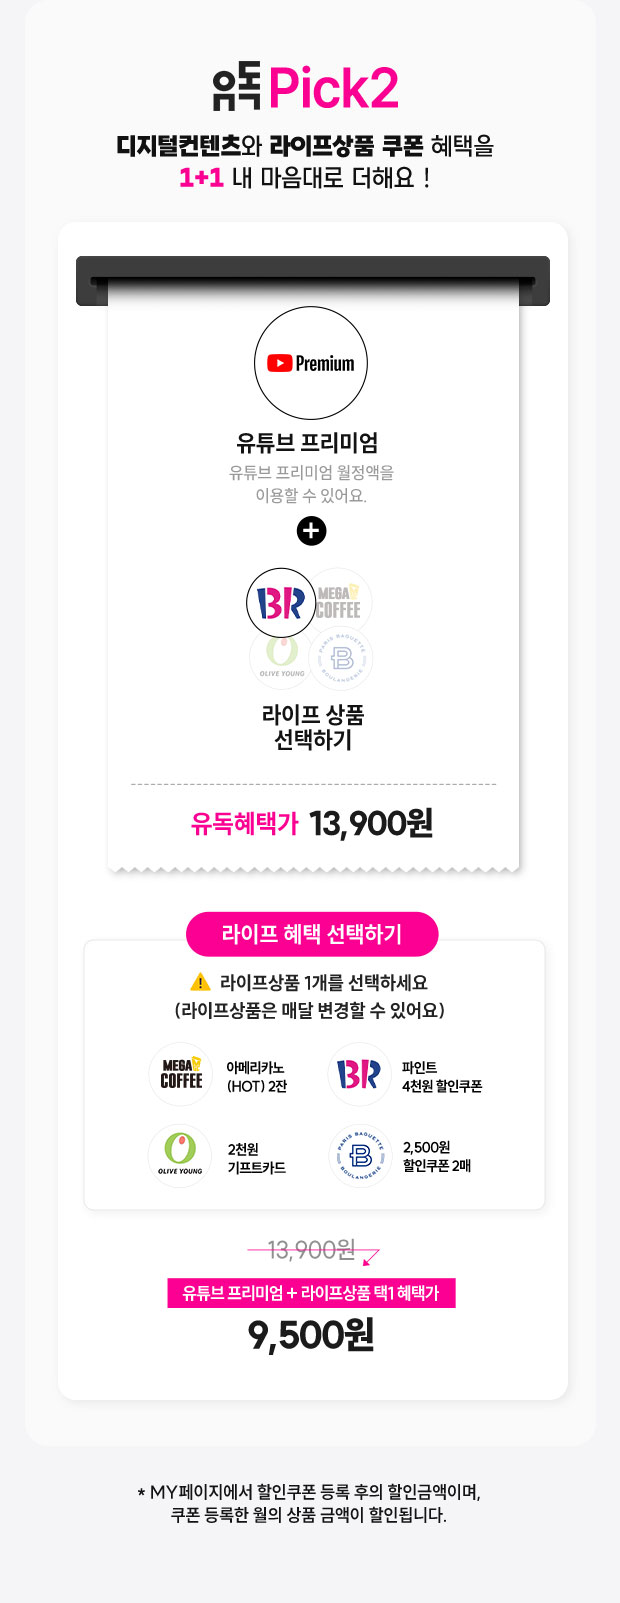 유독 Pick2
디지털컨텐츠와 라이프상품 쿠폰 혜택을
1+1 내 마음대로 더해요 !
Premium
유튜브 프리미엄
유튜브 프리미엄 월정액을
이용할 수 있어요.
+
BR
MEGA
COFFEE
OLIVE YOUNG
PARIS BAGUETTE
B
BOULANGERIE
라이프 상품
선택하기
유독혜택가 13,900원
라이프 혜택 선택하기
라이프상품 1개를 선택하세요
(라이프상품은 매달 변경할 수 있어요)
MEGA
COFFEE
아메리카노
(HOT) 2잔
BR
파인트
4천원 할인쿠폰
OLIVE YOUNG
2천원
기프트카드
PARIS BAGUETTE
B
BOULANGERIE
2,500원
할인쿠폰 2매
13,900원
유튜브 프리미엄 + 라이프상품 택1 혜택가
9,500원
* MY페이지에서 할인쿠폰 등록 후의 할인금액이며,
쿠폰 등록한 월의 상품 금액이 할인됩니다.